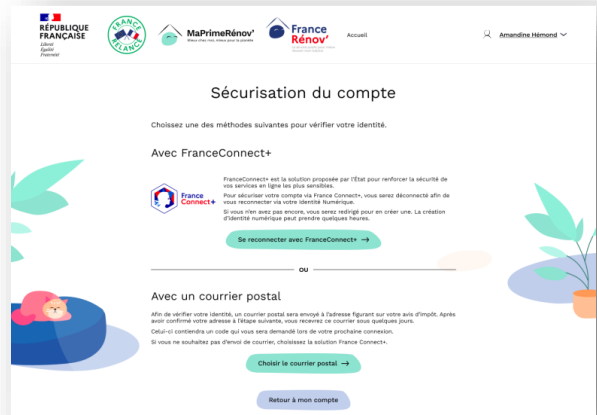 RÉPUBLIQUE
FRANÇAISE
Liberté
Égalité
Fraternité
FRANCE
RELANCE
MaPrimeRénov'
Mieux chez moi, mieux pour la planète
France
Rénov'
Accueil
Amandine Hémond
Sécurisation du compte
Choisissez une des méthodes suivantes pour vérifier votre identité.
Avec FranceConnect+
France
Connect+
FranceConnect+ est la solution proposée par l'État pour renforcer la sécurité de
vos services en ligne les plus sensibles.
Pour sécuriser votre compte via France Connect+, vous serez déconnecté afin de
vous reconnecter via votre Identité Numérique.
Si vous n'en avez pas encore, vous serez redirigé pour en créer une. La création
d'identité numérique peut prendre quelques heures.
Se reconnecter avec FranceConnect+ →
OU
Avec un courrier postal
Afin de vérifier votre identité, un courrier postal sera envoyé à l'adresse figurant sur votre avis d'impôt. Après
avoir confirmé votre adresse à l'étape suivante, vous recevrez ce courrier sous quelques jours.
Celui-ci contiendra un code qui vous sera demandé lors de votre prochaine connexion.
Si vous ne souhaitez pas d'envoi de courrier, choisissez la solution France Connect+.
Choisir le courrier postal →
Retour à mon compte